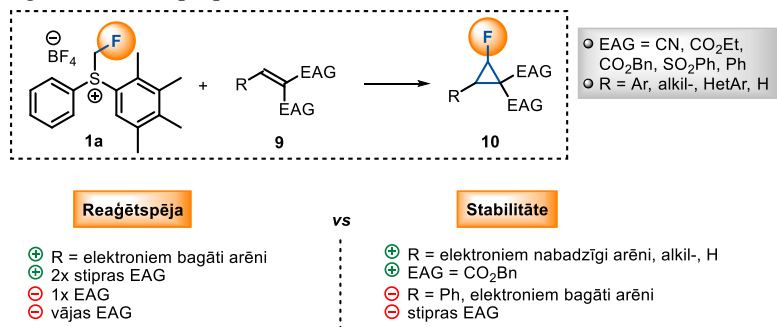 F
BF4
⊖
S
⊕
1a
+
R
EAG
EAG
9
F
R
EAG
EAG
10
EAG = CN, CO2Et,
CO2Bn, SO2Ph, Ph
R = Ar, alkil-, HetAr, H
Reaģētspēja
vs
Stabilitāte
⊕ R = elektroniem bagāti arēni
⊕ 2x stipras EAG
⊖ 1x EAG
⊖ vājas EAG
⊕ R = elektroniem nabadzīgi arēni, alkil-, H
⊕ EAG = CO2Bn
⊖ R = Ph, elektroniem bagāti arēni
⊖ stipras EAG